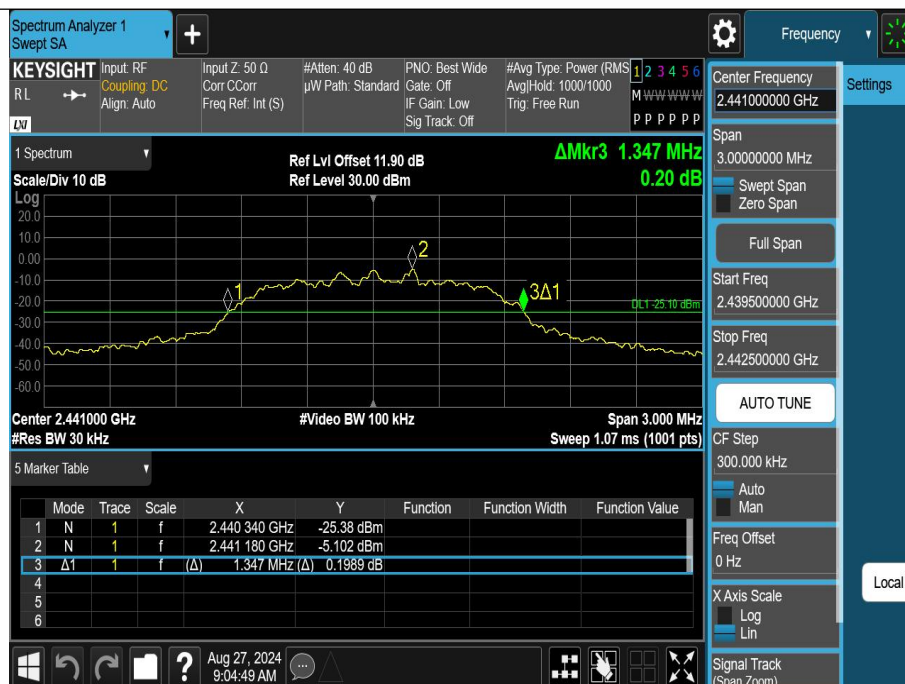 Spectrum Analyzer 1
Swept SA
Frequency
KEYSIGHT
RL
LXI
Input: RF
Coupling: DC
Align: Auto
Input Z: 50 Ω
Corr CCorr
Freq Ref: Int (S)
#Atten: 40 dB
µW Path: Standard
PNO: Best Wide
Gate: Off
IF Gain: Low
Sig Track: Off
#Avg Type: Power (RMS
Avg|Hold: 1000/1000
Trig: Free Run
1 2 3 4 5 6
M W W W W W
P P P P P P
1 Spectrum
Scale/Div 10 dB
Ref Lvl Offset 11.90 dB
Ref Level 30.00 dBm
ΔMkr3 1.347 MHz
0.20 dB
Log
20.0
10.0
0.00
-10.0
-20.0
-30.0
-40.0
-50.0
-60.0
1
2
3Δ1
DL1 -25.10 dBm
Center 2.441000 GHz
#Video BW 100 kHz
Span 3.000 MHz
#Res BW 30 kHz
Sweep 1.07 ms (1001 pts)
5 Marker Table
Mode Trace Scale X Y Function Function Width Function Value
1 N 1 f 2.440 340 GHz -25.38 dBm
2 N 1 f 2.441 180 GHz -5.102 dBm
3 Δ1 1 f (Δ) 1.347 MHz (Δ) 0.1989 dB
4
5
6
Aug 27, 2024
9:04:49 AM
Center Frequency
2.441000000 GHz
Settings
Span
3.00000000 MHz
Swept Span
Zero Span
Full Span
Start Freq
2.439500000 GHz
Stop Freq
2.442500000 GHz
AUTO TUNE
CF Step
300.000 kHz
Auto
Man
Freq Offset
0 Hz
Local
X Axis Scale
Log
Lin
Signal Track
(Span Zoom)